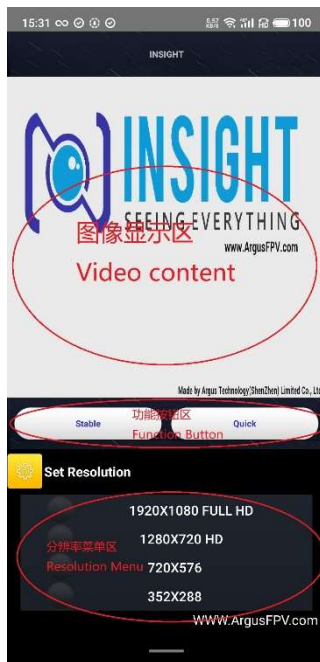 15:31
100
INSIGHT
INSIGHT
SEEING EVERYTHING
www.ArgusFPV.com
图像显示区
Video content
Made by Argus Technology(ShenZhen) Limited Co., Ltd
Stable
功能按钮区
Function Button
Quick
Set Resolution
1920X1080 FULL HD
1280X720 HD
分辨率菜单区
Resolution Menu
720X576
352X288
WWW.ArgusFPV.com